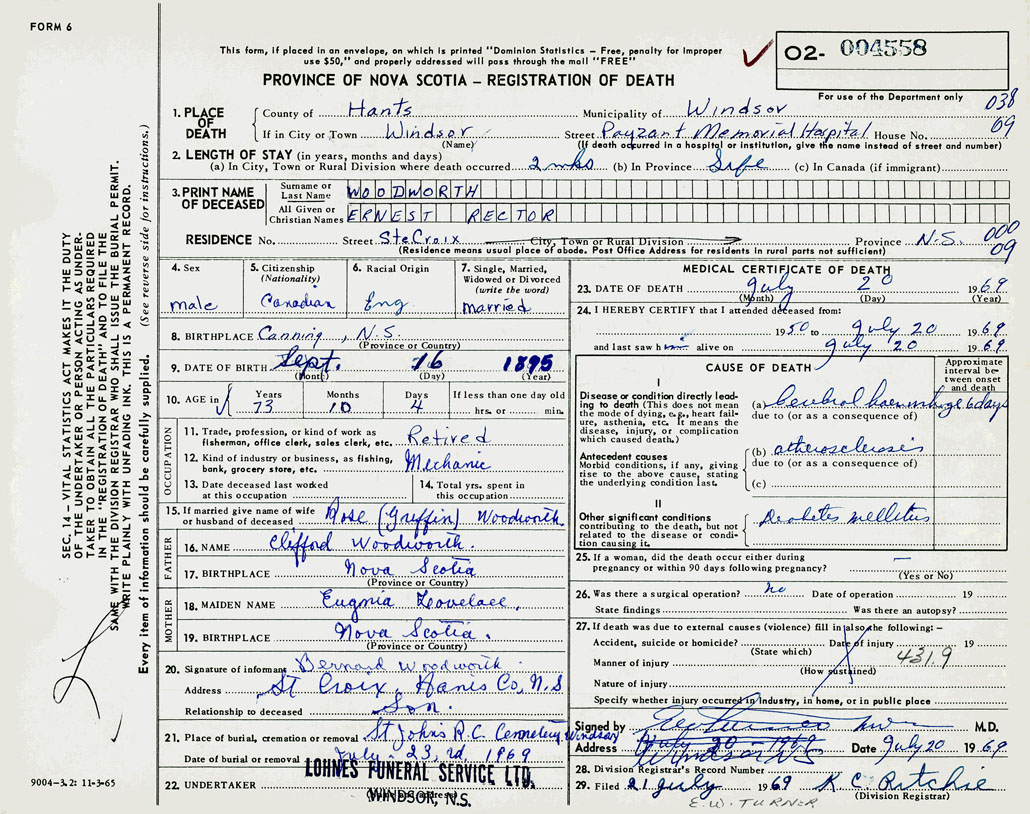 FORM 6
This form, if placed in an envelope, on which is printed "Dominion Statistics – Free, penalty for improper
use $50," and properly addressed will pass through the mail "FREE"
O2- 004558
PROVINCE OF NOVA SCOTIA – REGISTRATION OF DEATH
For use of the Department only
038
1. PLACE OF DEATH
County of Hants Municipality of Windsor
If in City or Town Windsor Street Payzant Memorial Hospital House No. 09
(Name) (If death occurred in a hospital or institution, give the name instead of street and number)
2. LENGTH OF STAY (in years, months and days)
(a) In City, Town or Rural Division where death occurred 2 wks (b) In Province Life (c) In Canada (if immigrant)
3. PRINT NAME OF DECEASED
Surname or Last Name WOODWORTH
All Given or Christian Names ERNEST RECTOR
RESIDENCE No. Street Ste Croix City, Town or Rural Division Province N.S. 000
09
(Residence means usual place of abode. Post Office Address for residents in rural parts not sufficient)
4. Sex
male
5. Citizenship
(Nationality)
Canadian
6. Racial Origin
Eng
7. Single, Married,
Widowed or Divorced
(write the word)
married
8. BIRTHPLACE Canning, N.S.
(Province or Country)
9. DATE OF BIRTH Sept. 16 1895
(Month) (Day) (Year)
10. AGE in
Years Months Days If less than one day old
73 10 4 hrs. or min.
OCCUPATION
11. Trade, profession, or kind of work as
fisherman, office clerk, sales clerk, etc. Retired
12. Kind of industry or business, as fishing,
bank, grocery store, etc. Mechanic
13. Date deceased last worked
at this occupation
14. Total yrs. spent in
this occupation
15. If married give name of wife
or husband of deceased Rose (Griffin) Woodworth
FATHER
16. NAME Clifford Woodworth.
17. BIRTHPLACE Nova Scotia
(Province or Country)
MOTHER
18. MAIDEN NAME Eugnia Lovelace,
19. BIRTHPLACE Nova Scotia.
(Province or Country)
20. Signature of informant Bernard Woodworth
Address St Croix, Hants Co, N.S
Relationship to deceased Son.
21. Place of burial, cremation or removal St Johns R.C. Cemetery Windsor
Date of burial or removal July 23, rd, 1969
22. UNDERTAKER LOHNES FUNERAL SERVICE LTD.
WINDSOR, N.S.
MEDICAL CERTIFICATE OF DEATH
23. DATE OF DEATH July 20 1969
(Month) (Day) (Year)
24. I HEREBY CERTIFY that I attended deceased from:
1950 to July 20 1969
and last saw him alive on July 20 1969
CAUSE OF DEATH
Approximate
interval be-
tween onset
and death
I
Disease or condition directly lead-
ing to death (This does not mean
the mode of dying, e.g., heart fail-
ure, asthenia, etc. It means the
disease, injury, or complication
which caused death.)
(a) Cerebral haemorrhage 6 days
due to (or as a consequence of)
Antecedent causes
Morbid conditions, if any, giving
rise to the above cause, stating
the underlying condition last.
(b) atherosclerosis
due to (or as a consequence of)
(c)
II
Other significant conditions
contributing to the death, but not
related to the disease or condi-
tion causing it.
Diabetes mellitus
25. If a woman, did the death occur either during
pregnancy or within 90 days following pregnancy? —
(Yes or No)
26. Was there a surgical operation? no Date of operation 19
State findings Was there an autopsy?
27. If death was due to external causes (violence) fill in also the following: –
Accident, suicide or homicide? Date of injury 19
(State which)
431.9
Manner of injury
(How sustained)
Nature of injury
Specify whether injury occurred in industry, in home, or in public place
Signed by M.D.
Address July 20 - 1969 Date July 20 1969
Windsor NS
28. Division Registrar's Record Number
29. Filed 21 July 1969 K C Ritchie
(Division Registrar)
E.W. TURNER
SEC. 14 – VITAL STATISTICS ACT MAKES IT THE DUTY
OF THE UNDERTAKER OR PERSON ACTING AS UNDER-
TAKER TO OBTAIN ALL THE PARTICULARS REQUIRED
IN THE "REGISTRATION OF DEATH" AND TO FILE THE
SAME WITH THE DIVISION REGISTRAR WHO SHALL ISSUE THE BURIAL PERMIT.
WRITE PLAINLY WITH UNFADING INK. THIS IS A PERMANENT RECORD.
Every item of information should be carefully supplied. (See reverse side for instructions.)
9004–3.2: 11-3-65